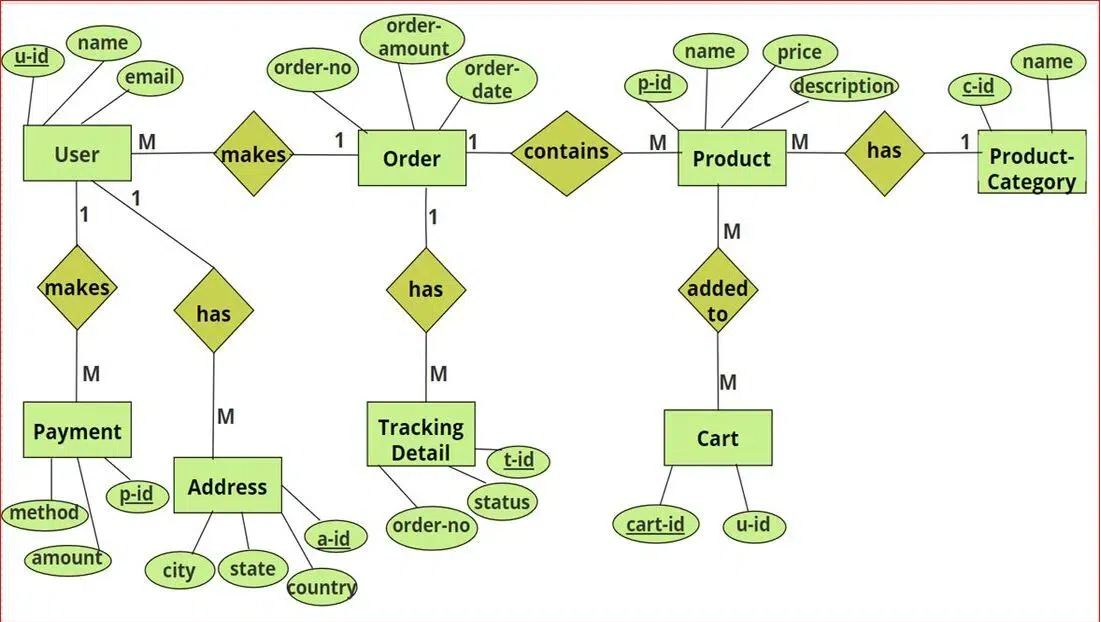 u-id
name
email
order-no
order-
amount
order-
date
p-id
name
price
description
c-id
name
User
M
makes
1
Order
1
contains
M
Product
M
has
1
Product-
Category
1
1
1
M
makes
has
has
added
to
M
M
M
M
Payment
Address
Tracking
Detail
Cart
method
amount
p-id
city
state
country
a-id
order-no
status
t-id
cart-id
u-id